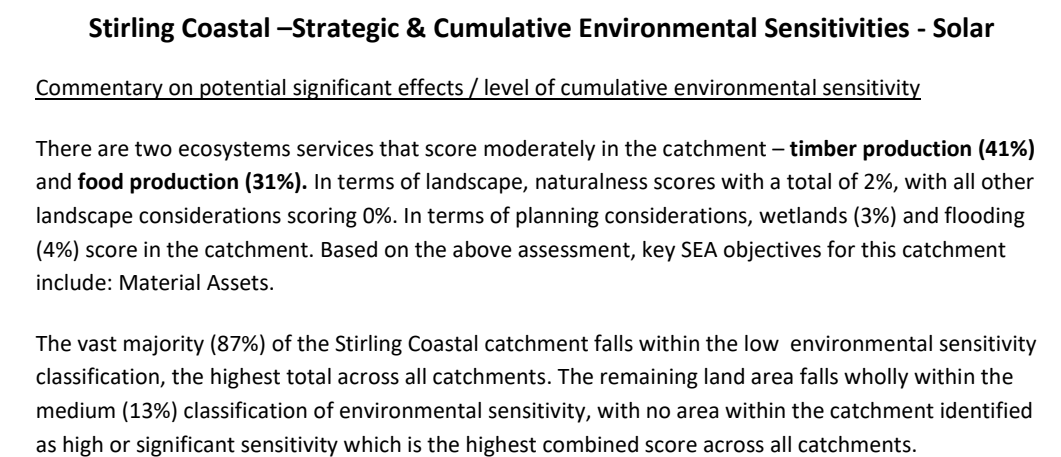 Stirling Coastal –Strategic & Cumulative Environmental Sensitivities - Solar
Commentary on potential significant effects / level of cumulative environmental sensitivity
There are two ecosystems services that score moderately in the catchment – timber production (41%)
and food production (31%). In terms of landscape, naturalness scores with a total of 2%, with all other
landscape considerations scoring 0%. In terms of planning considerations, wetlands (3%) and flooding
(4%) score in the catchment. Based on the above assessment, key SEA objectives for this catchment
include: Material Assets.
The vast majority (87%) of the Stirling Coastal catchment falls within the low  environmental sensitivity
classification, the highest total across all catchments. The remaining land area falls wholly within the
medium (13%) classification of environmental sensitivity, with no area within the catchment identified
as high or significant sensitivity which is the highest combined score across all catchments.